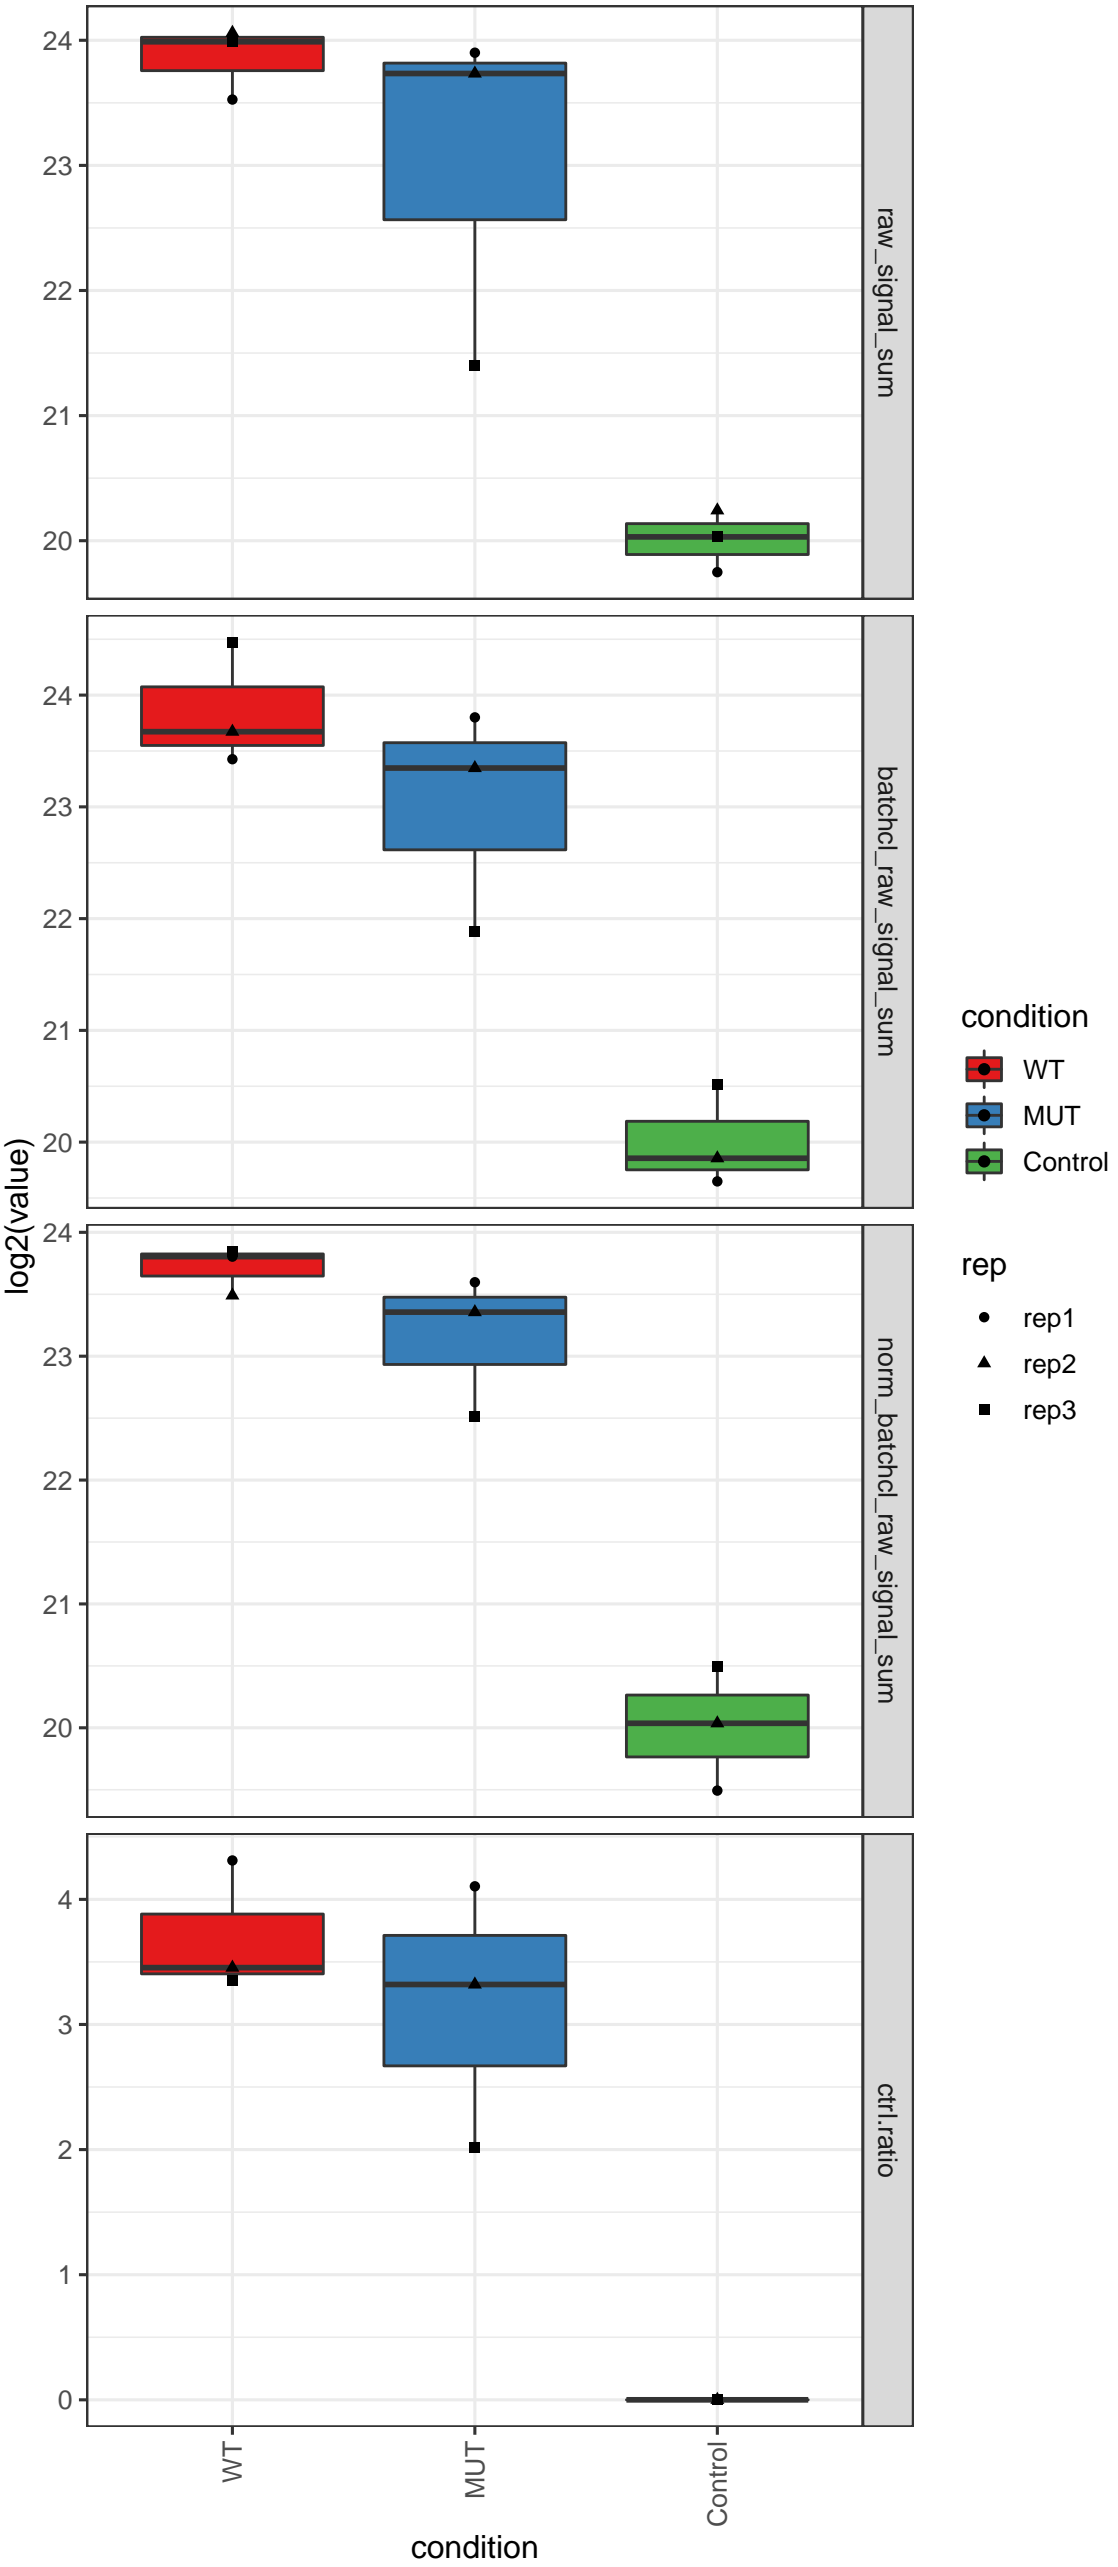 log2(value)
24
23
22
21
20
raw_signal_sum
24
23
22
21
20
batchcl_raw_signal_sum
24
23
22
21
20
norm_batchcl_raw_signal_sum
4
3
2
1
0
ctrl.ratio
WT
MUT
Control
condition
condition
WT
MUT
Control
rep
rep1
rep2
rep3